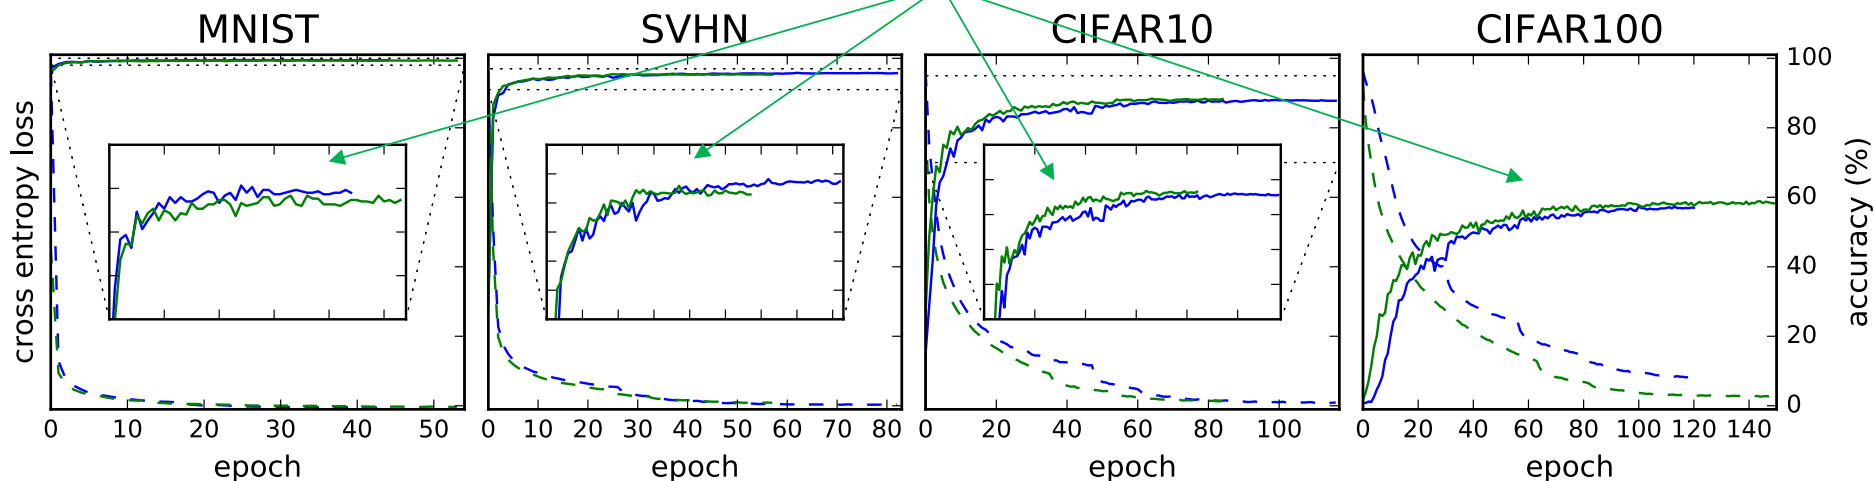 MNIST SVHN CIFAR10 CIFAR100
cross entropy loss
accuracy (%)
100
80
60
40
20
0
0 10 20 30 40 50 0 10 20 30 40 50 60 70 80 0 20 40 60 80 100 0 20 40 60 80 100 120 140
epoch epoch epoch epoch